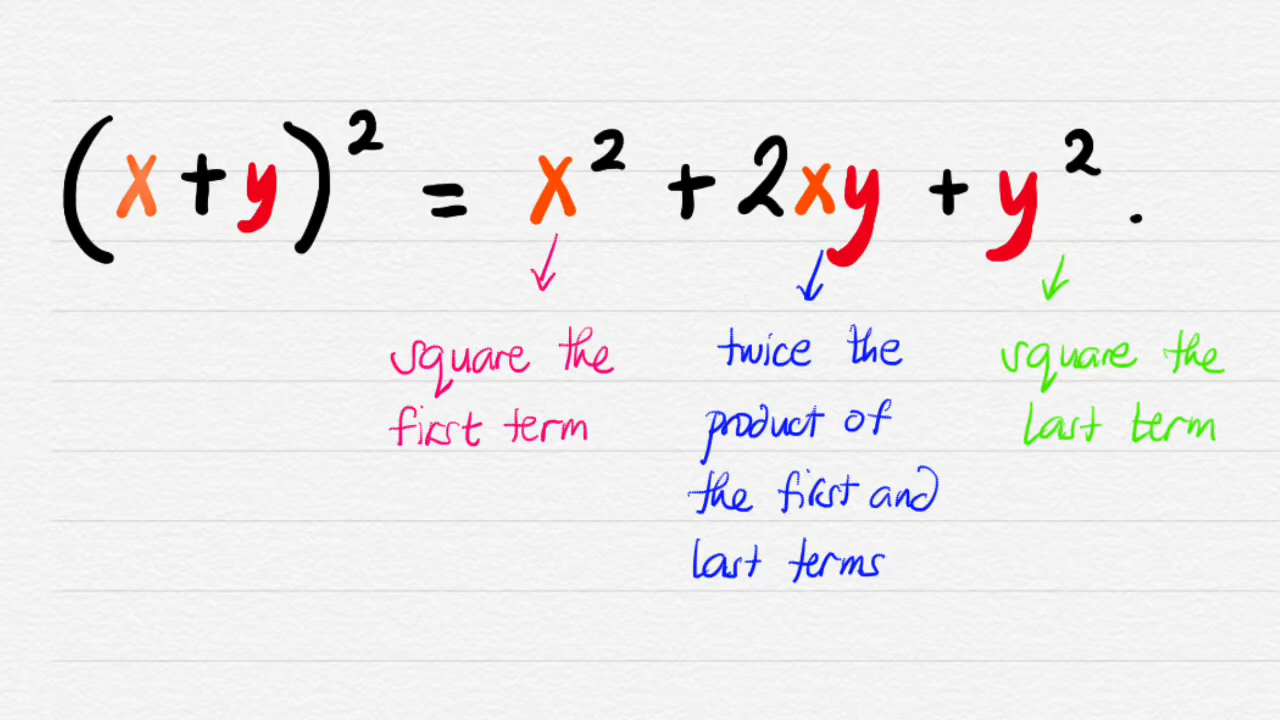 (x+y)² = x² + 2xy + y².
square the
first term
twice the
product of
the first and
last terms
square the
last term